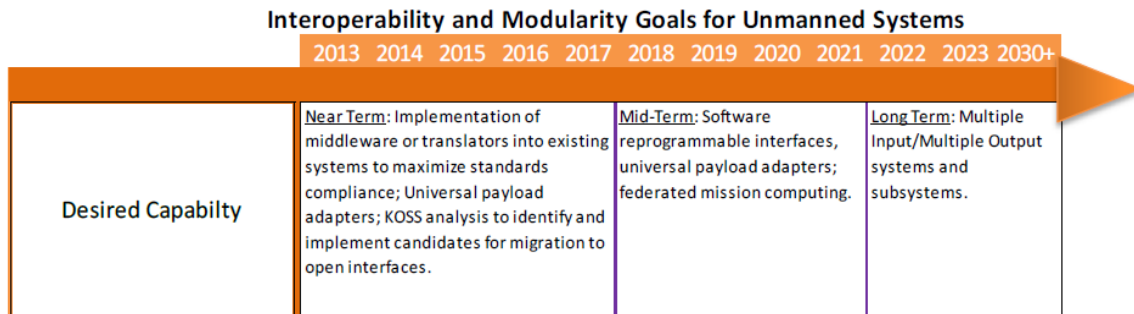 Interoperability and Modularity Goals for Unmanned Systems
2013 2014 2015 2016 2017 2018 2019 2020 2021 2022 2023 2030+
Desired Capabilty
Near Term: Implementation of
middleware or translators into existing
systems to maximize standards
compliance; Universal payload
adapters; KOSS analysis to identify and
implement candidates for migration to
open interfaces.
Mid-Term: Software
reprogrammable interfaces,
universal payload adapters;
federated mission computing.
Long Term: Multiple
Input/Multiple Output
systems and
subsystems.